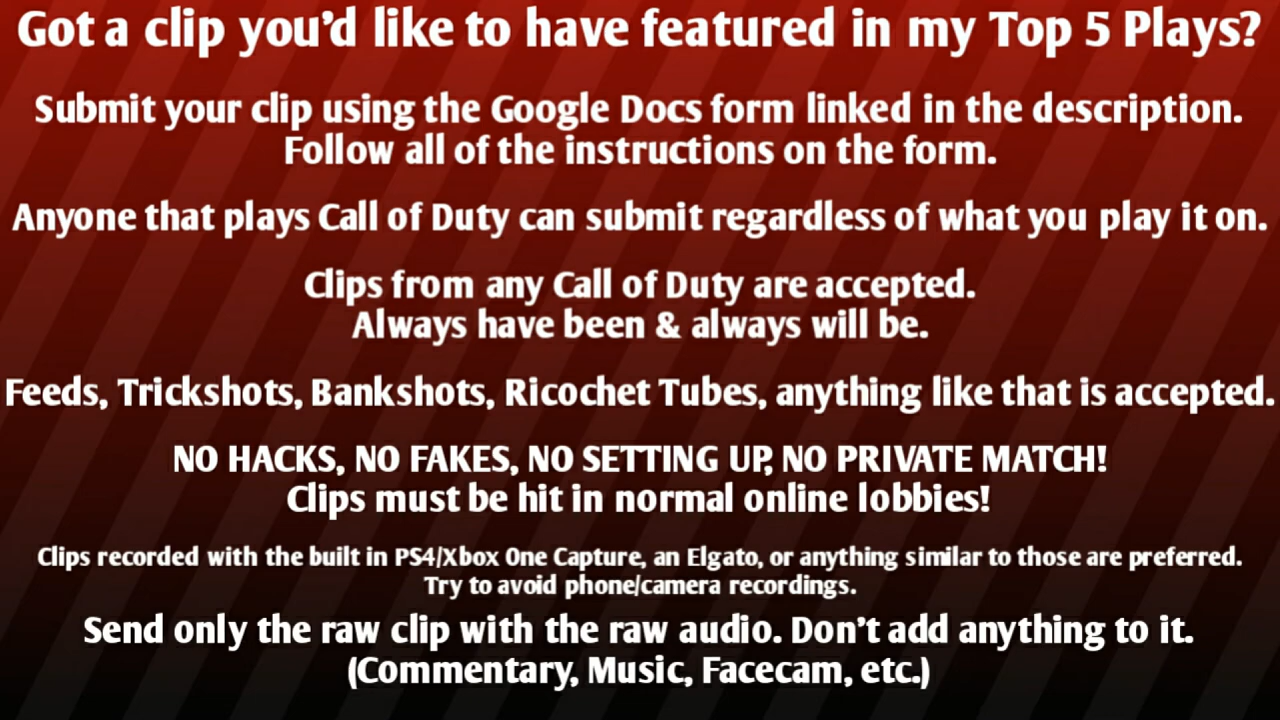 Got a clip you'd like to have featured in my Top 5 Plays?
Submit your clip using the Google Docs form linked in the description.
Follow all of the instructions on the form.
Anyone that plays Call of Duty can submit regardless of what you play it on.
Clips from any Call of Duty are accepted.
Always have been & always will be.
Feeds, Trickshots, Bankshots, Ricochet Tubes, anything like that is accepted.
NO HACKS, NO FAKES, NO SETTING UP, NO PRIVATE MATCH!
Clips must be hit in normal online lobbies!
Clips recorded with the built in PS4/Xbox One Capture, an Elgato, or anything similar to those are preferred.
Try to avoid phone/camera recordings.
Send only the raw clip with the raw audio. Don't add anything to it.
(Commentary, Music, Facecam, etc.)